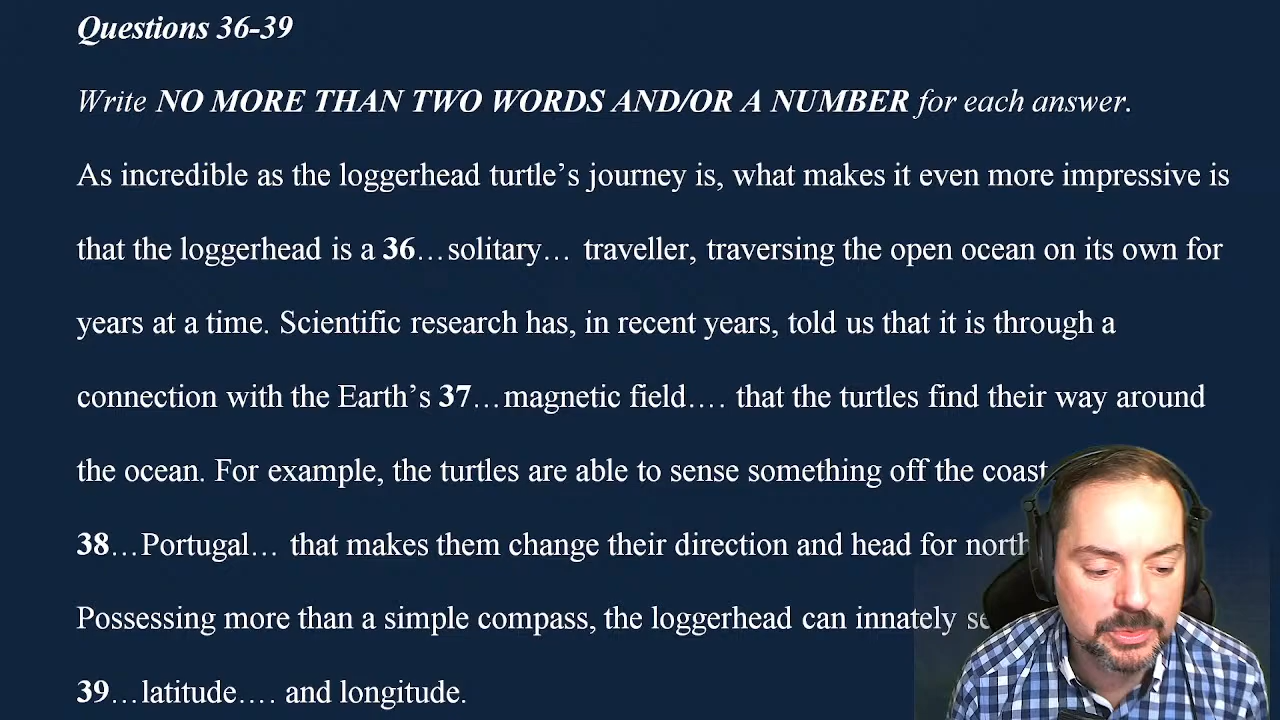 Questions 36-39
Write NO MORE THAN TWO WORDS AND/OR A NUMBER for each answer.
As incredible as the loggerhead turtle’s journey is, what makes it even more impressive is
that the loggerhead is a 36…solitary… traveller, traversing the open ocean on its own for
years at a time. Scientific research has, in recent years, told us that it is through a
connection with the Earth’s 37…magnetic field…. that the turtles find their way around
the ocean. For example, the turtles are able to sense something off the coast
38…Portugal… that makes them change their direction and head for
Possessing more than a simple compass, the loggerhead can innately
39…latitude…. and longitude.